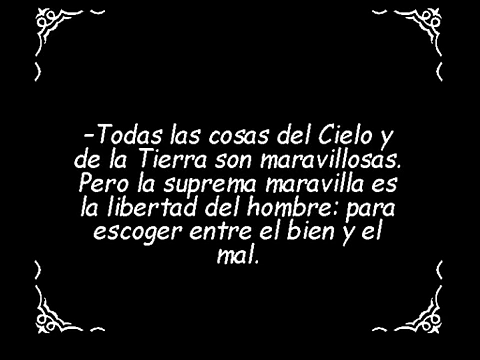 -Todas las cosas del Cielo y
de la Tierra son maravillosas.
Pero la suprema maravilla es
la libertad del hombre: para
escoger entre el bien y el
mal.